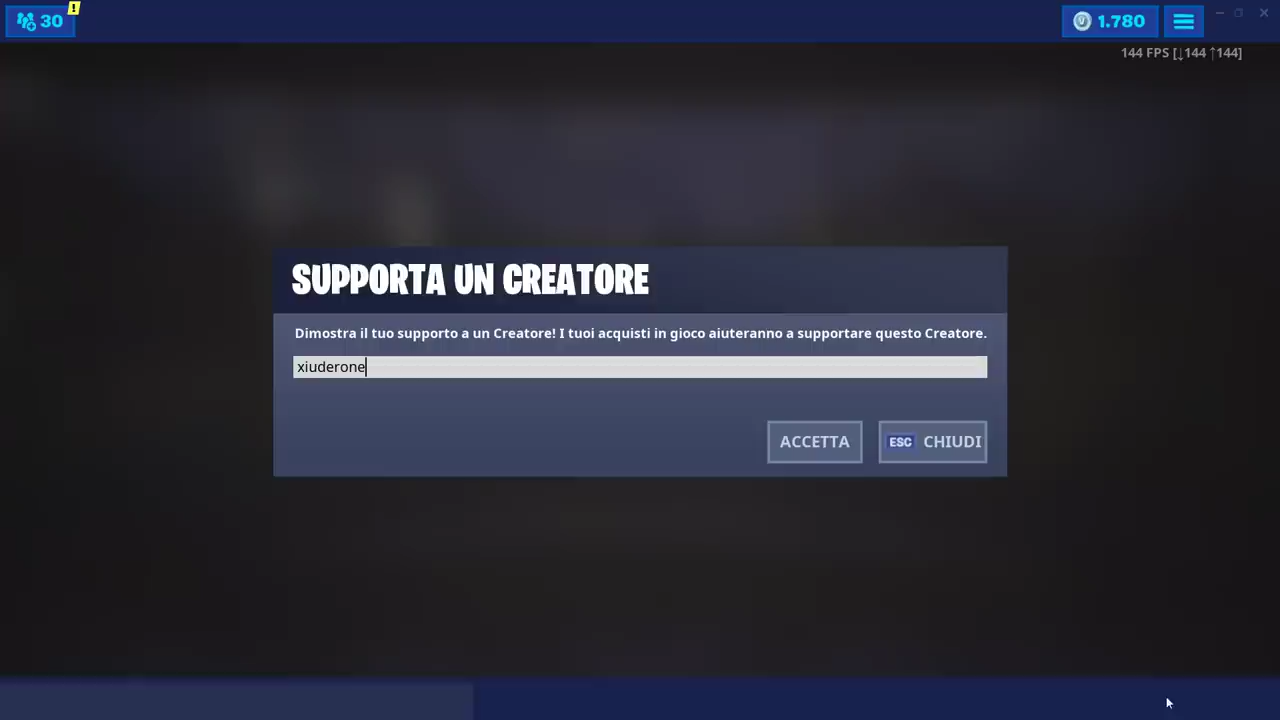 30 !
1.780
144 FPS [↓144 ↑144]
SUPPORTA UN CREATORE
Dimostra il tuo supporto a un Creatore! I tuoi acquisti in gioco aiuteranno a supportare questo Creatore.
xiuderone
ACCETTA ESC CHIUDI